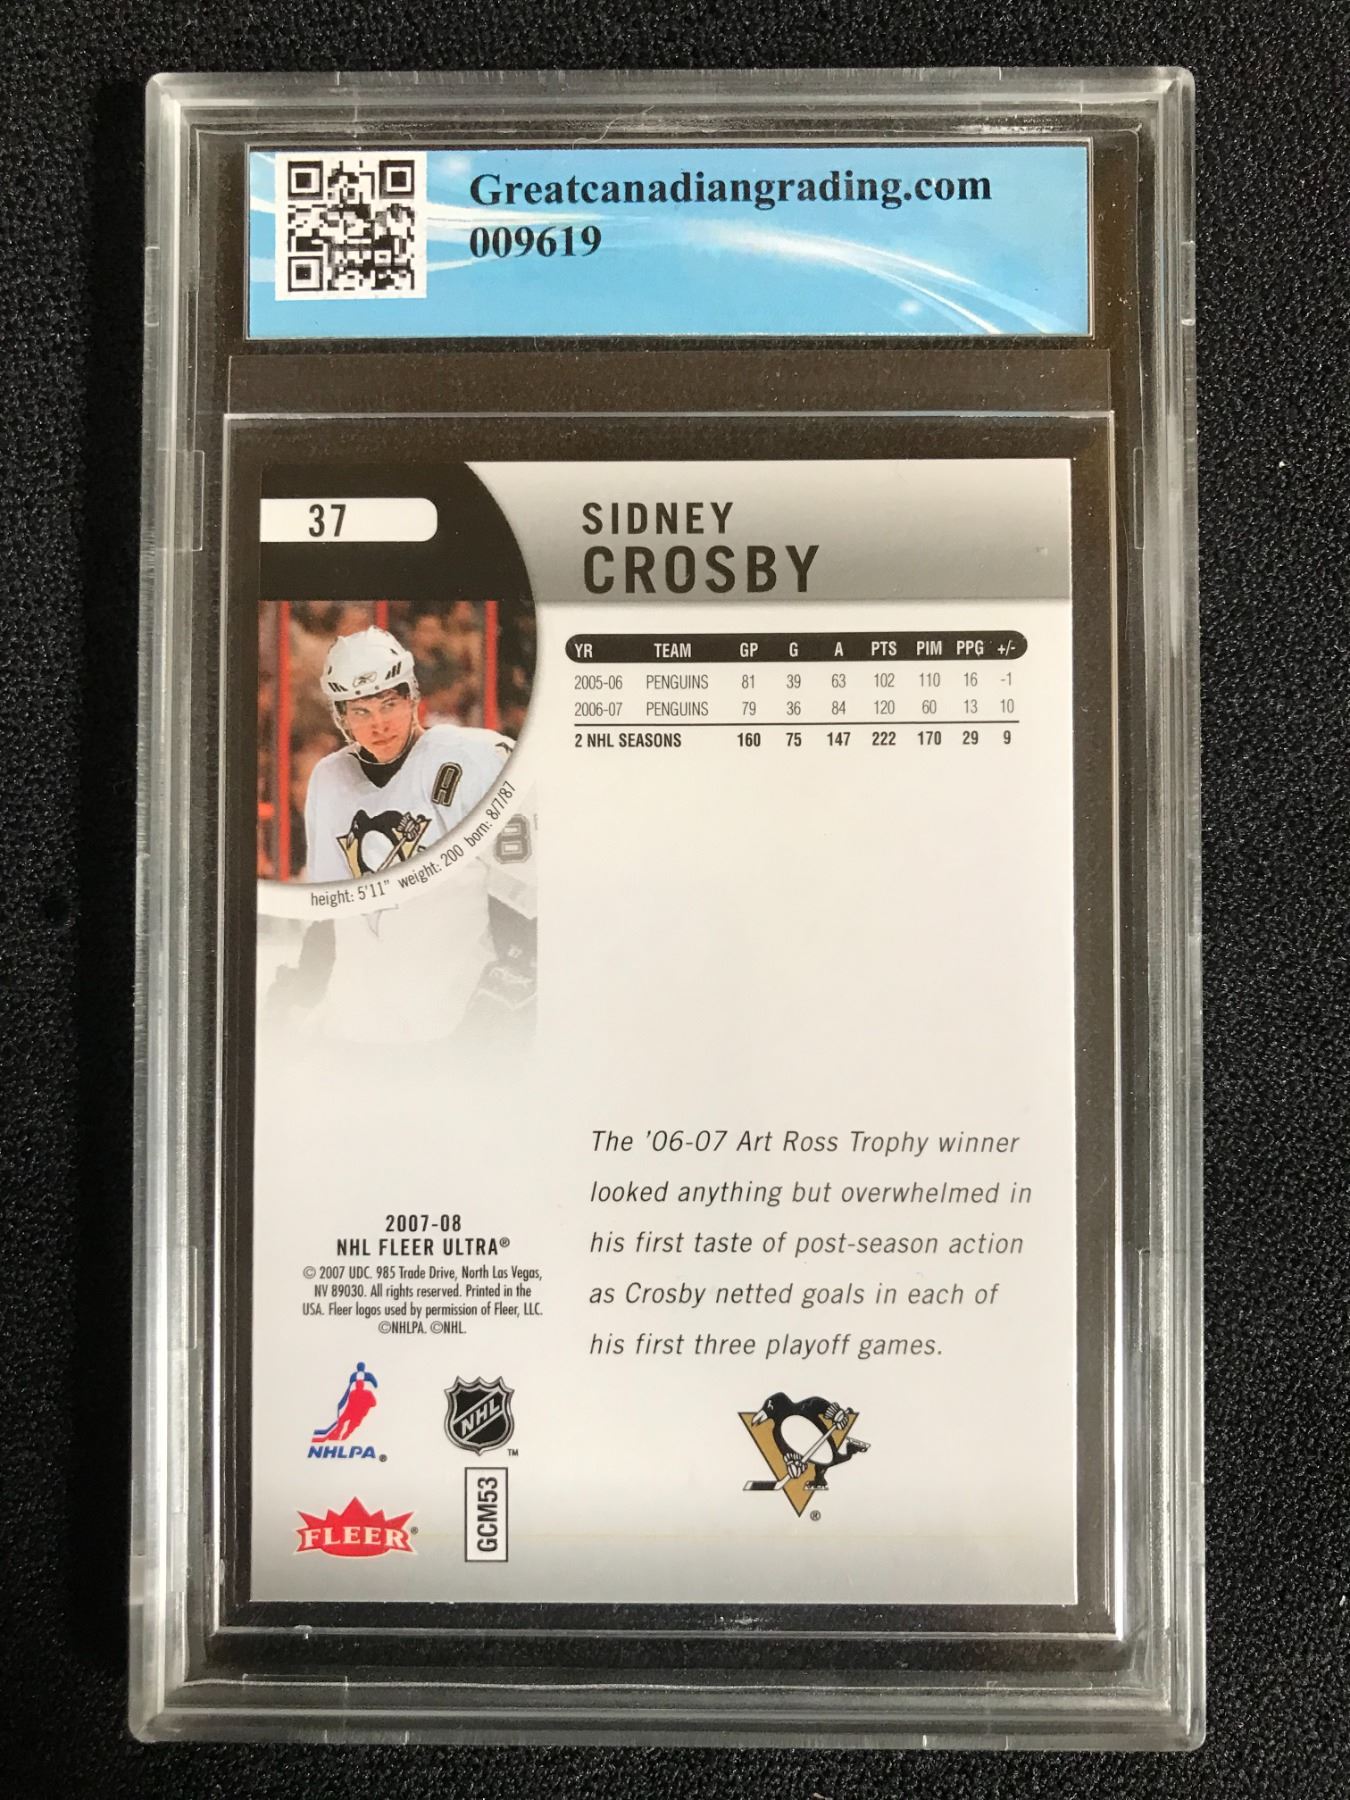 Greatcanadiangrading.com
009619
37
SIDNEY
CROSBY
YR TEAM GP G A PTS PIM PPG +/-
2005-06 PENGUINS 81 39 63 102 110 16 -1
2006-07 PENGUINS 79 36 84 120 60 13 10
2 NHL SEASONS 160 75 147 222 170 29 9
A
height: 5'11" weight: 200 born: 8/7/87
8
The '06-07 Art Ross Trophy winner
looked anything but overwhelmed in
his first taste of post-season action
as Crosby netted goals in each of
his first three playoff games.
2007-08
NHL FLEER ULTRA®
© 2007 UDC. 985 Trade Drive, North Las Vegas,
NV 89030. All rights reserved. Printed in the
USA. Fleer logos used by permission of Fleer, LLC.
©NHLPA. ©NHL.
NHLPA®
NHL TM
FLEER®
GCM53
®